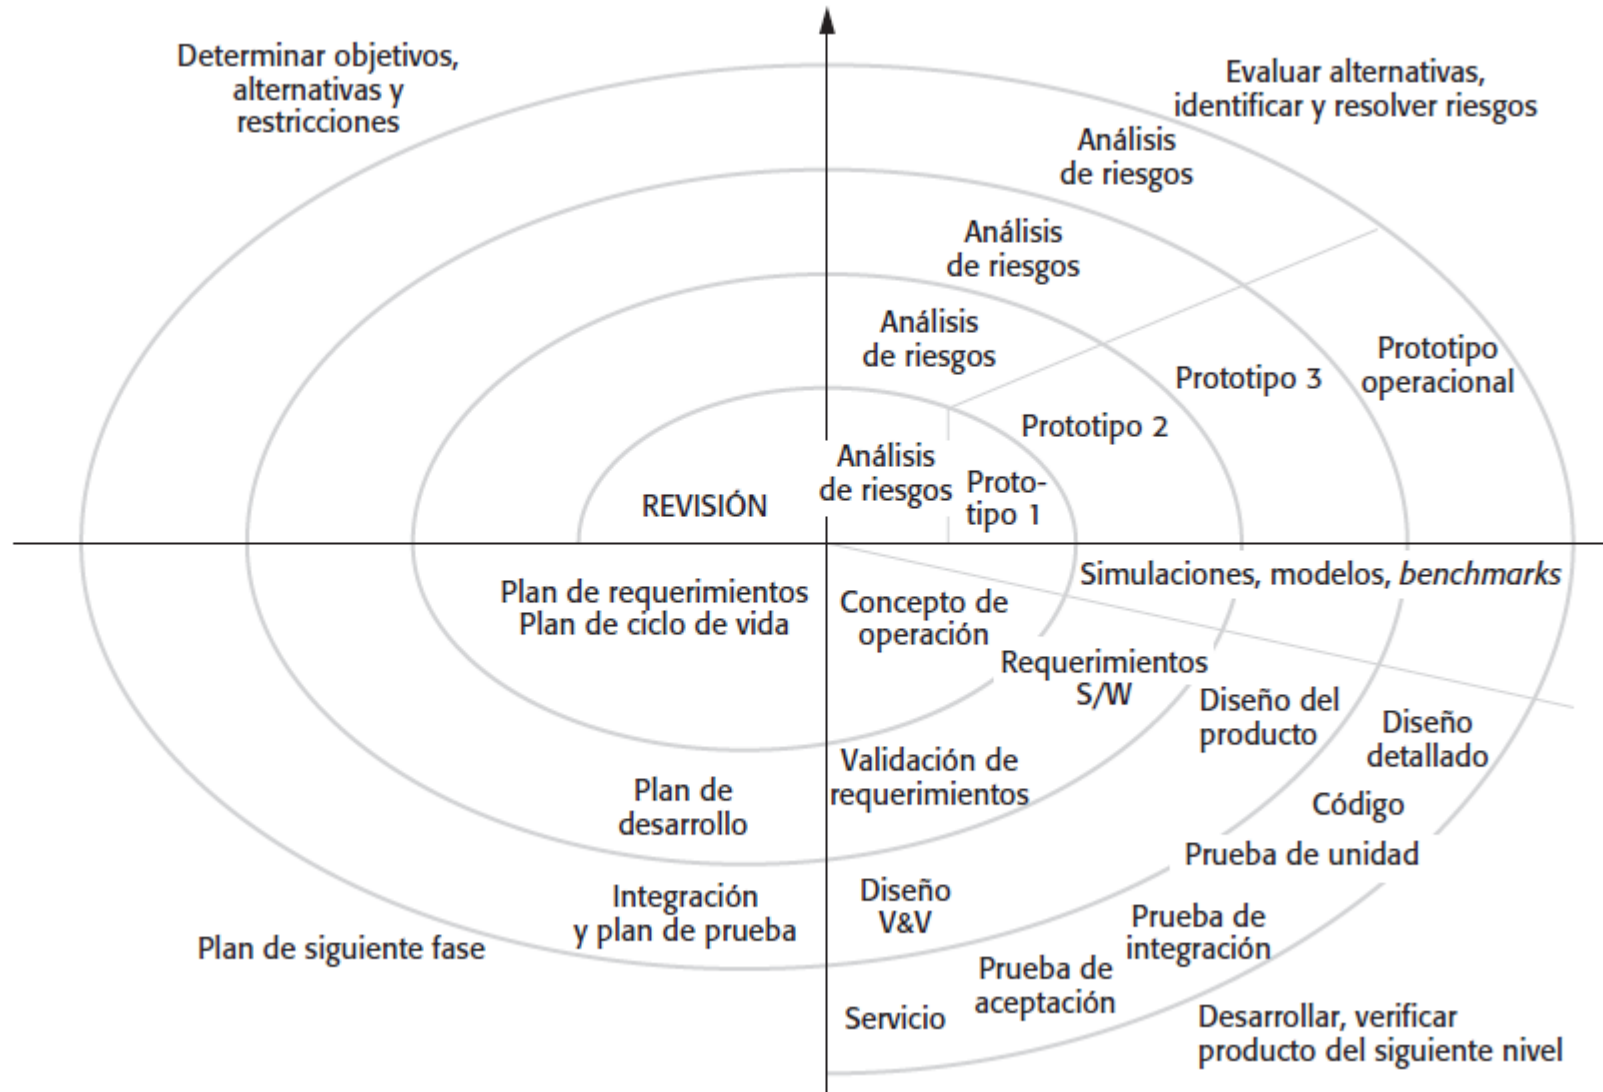 Determinar objetivos,
alternativas y
restricciones
Evaluar alternativas,
identificar y resolver riesgos
Análisis
de riesgos
Análisis
de riesgos
Análisis
de riesgos
Prototipo
operacional
Prototipo 3
Prototipo 2
Análisis
de riesgos
Proto-
tipo 1
REVISIÓN
Simulaciones, modelos, benchmarks
Plan de requerimientos
Plan de ciclo de vida
Concepto de
operación
Requerimientos
S/W
Diseño del
producto
Diseño
detallado
Validación de
requerimientos
Plan de
desarrollo
Código
Prueba de unidad
Integración
y plan de prueba
Diseño
V&V
Prueba de
integración
Plan de siguiente fase
Prueba de
aceptación
Servicio
Desarrollar, verificar
producto del siguiente nivel